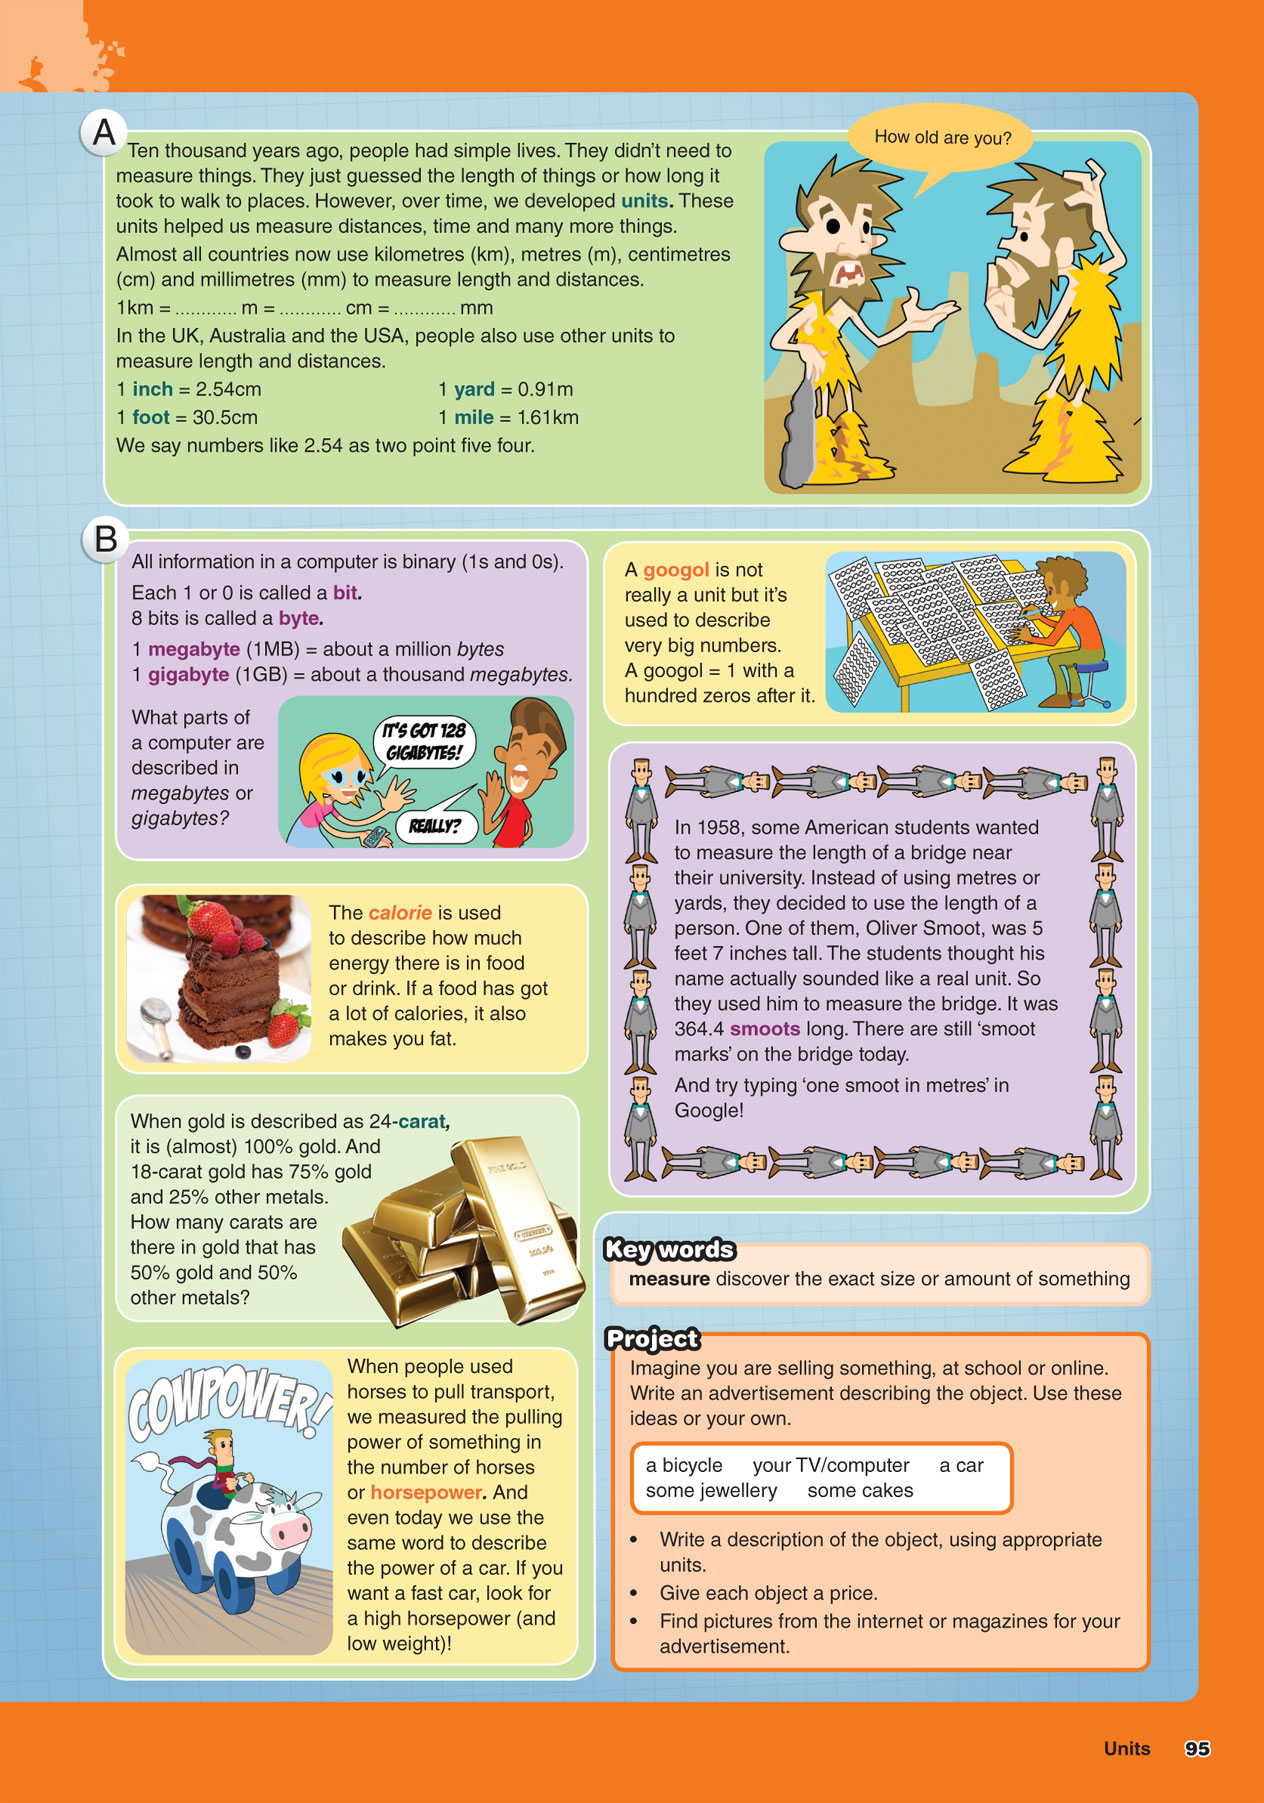 A
Ten thousand years ago, people had simple lives. They didn't need to
measure things. They just guessed the length of things or how long it
took to walk to places. However, over time, we developed units. These
units helped us measure distances, time and many more things.
Almost all countries now use kilometres (km), metres (m), centimetres
(cm) and millimetres (mm) to measure length and distances.
1km = ............ m = ............ cm = ............ mm
In the UK, Australia and the USA, people also use other units to
measure length and distances.
1 inch = 2.54cm 1 yard = 0.91m
1 foot = 30.5cm 1 mile = 1.61km
We say numbers like 2.54 as two point five four.
How old are you?
B
All information in a computer is binary (1s and 0s).
Each 1 or 0 is called a bit.
8 bits is called a byte.
1 megabyte (1MB) = about a million bytes
1 gigabyte (1GB) = about a thousand megabytes.
What parts of
a computer are
described in
megabytes or
gigabytes?
IT'S GOT 128
GIGABYTES!
REALLY?
A googol is not
really a unit but it's
used to describe
very big numbers.
A googol = 1 with a
hundred zeros after it.
The calorie is used
to describe how much
energy there is in food
or drink. If a food has got
a lot of calories, it also
makes you fat.
In 1958, some American students wanted
to measure the length of a bridge near
their university. Instead of using metres or
yards, they decided to use the length of a
person. One of them, Oliver Smoot, was 5
feet 7 inches tall. The students thought his
name actually sounded like a real unit. So
they used him to measure the bridge. It was
364.4 smoots long. There are still 'smoot
marks' on the bridge today.
And try typing 'one smoot in metres' in
Google!
When gold is described as 24-carat,
it is (almost) 100% gold. And
18-carat gold has 75% gold
and 25% other metals.
How many carats are
there in gold that has
50% gold and 50%
other metals?
FINE GOLD
COWPOWER!
When people used
horses to pull transport,
we measured the pulling
power of something in
the number of horses
or horsepower. And
even today we use the
same word to describe
the power of a car. If you
want a fast car, look for
a high horsepower (and
low weight)!
Key words
measure discover the exact size or amount of something
Project
Imagine you are selling something, at school or online.
Write an advertisement describing the object. Use these
ideas or your own.
a bicycle your TV/computer a car
some jewellery some cakes
• Write a description of the object, using appropriate
units.
• Give each object a price.
• Find pictures from the internet or magazines for your
advertisement.
Units 95